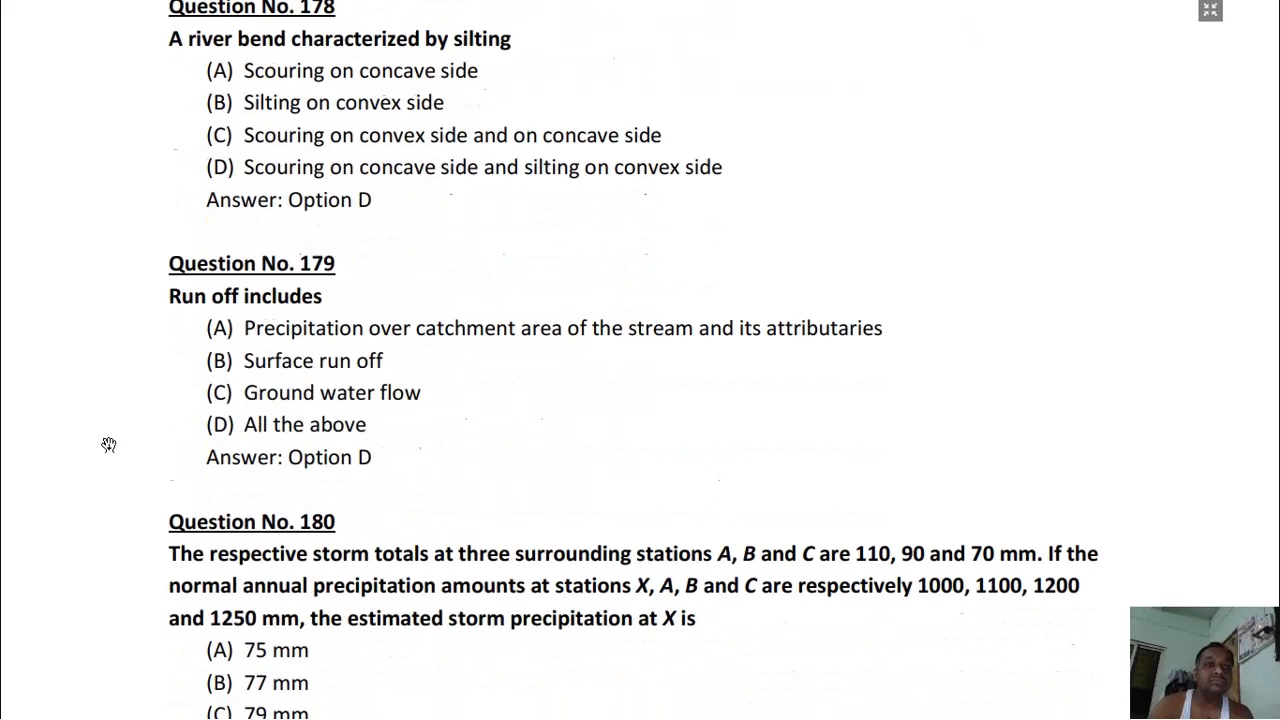 Question No. 178
A river bend characterized by silting
(A) Scouring on concave side
(B) Silting on convex side
(C) Scouring on convex side and on concave side
(D) Scouring on concave side and silting on convex side
Answer: Option D
Question No. 179
Run off includes
(A) Precipitation over catchment area of the stream and its attributaries
(B) Surface run off
(C) Ground water flow
(D) All the above
Answer: Option D
Question No. 180
The respective storm totals at three surrounding stations A, B and C are 110, 90 and 70 mm. If the
normal annual precipitation amounts at stations X, A, B and C are respectively 1000, 1100, 1200
and 1250 mm, the estimated storm precipitation at X is
(A) 75 mm
(B) 77 mm
(C) 79 mm